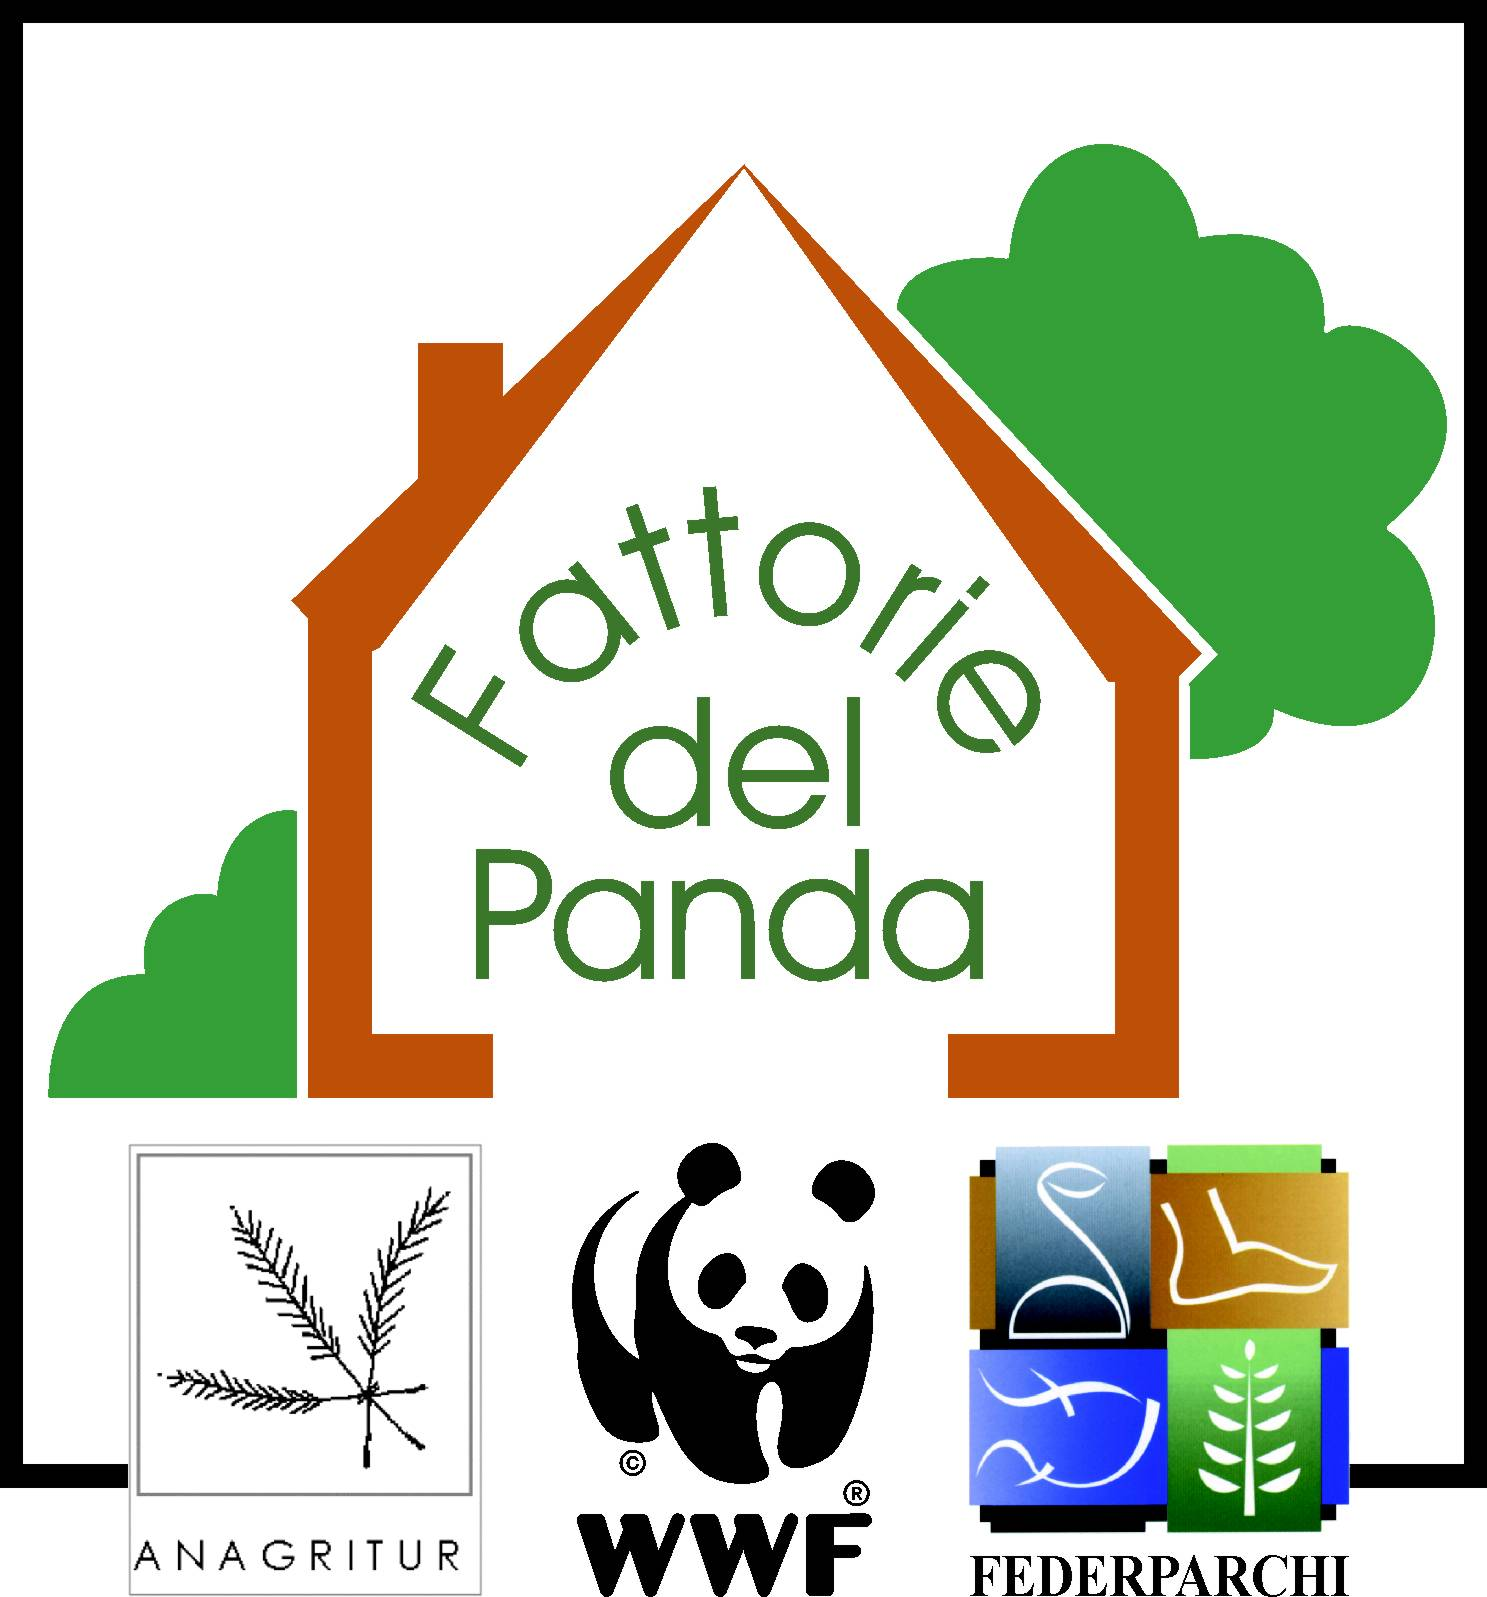 Fattorie
del
Panda
©
®
ANAGRITUR
WWF
FEDERPARCHI